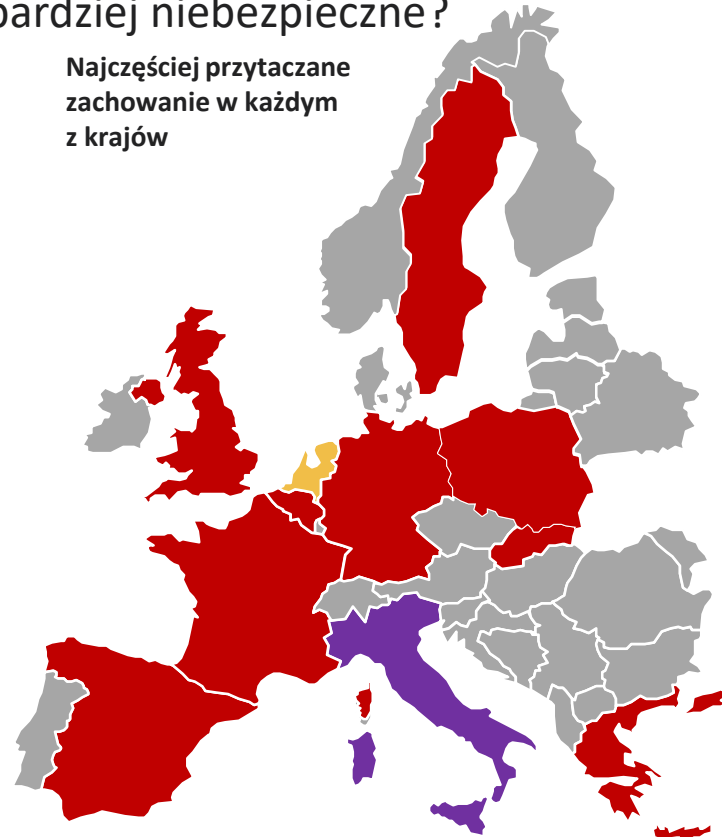 bardziej niebezpieczne?
Najczęściej przytaczane
zachowanie w każdym
z krajów